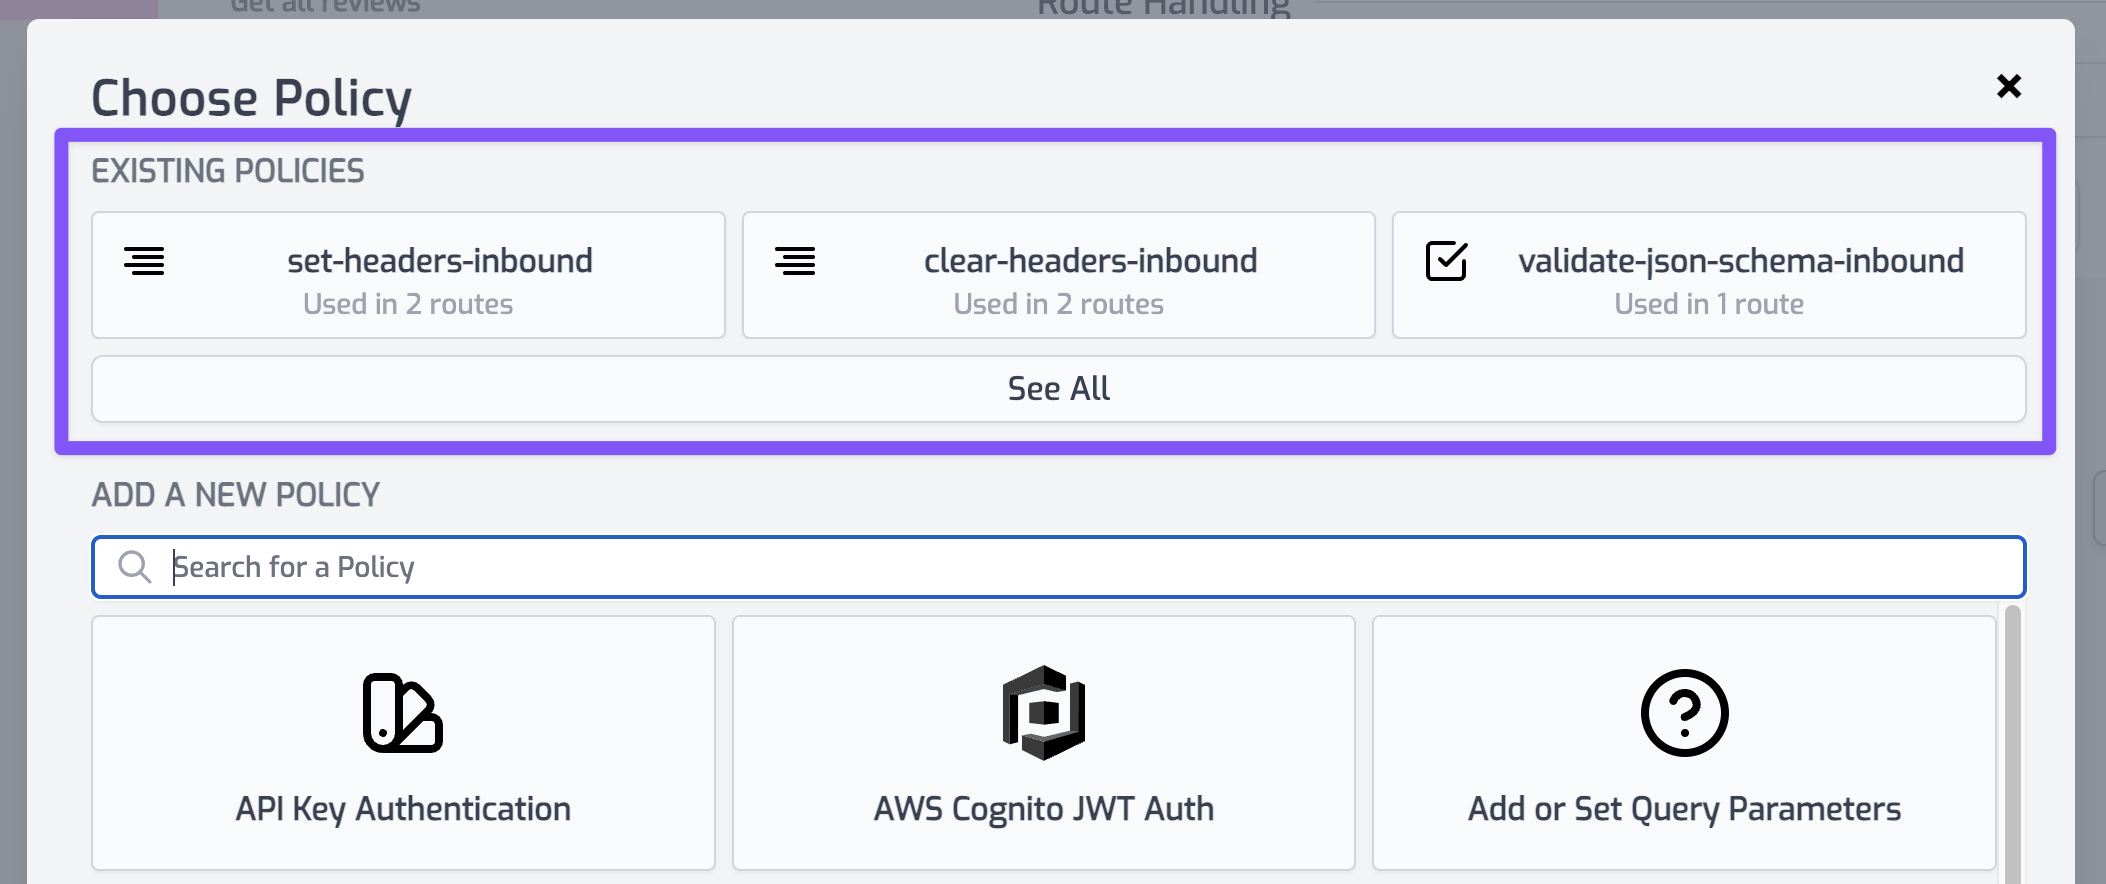 Get all reviews
Route Handling
Choose Policy
EXISTING POLICIES
set-headers-inbound
Used in 2 routes
clear-headers-inbound
Used in 2 routes
validate-json-schema-inbound
Used in 1 route
See All
ADD A NEW POLICY
Search for a Policy
API Key Authentication
AWS Cognito JWT Auth
Add or Set Query Parameters